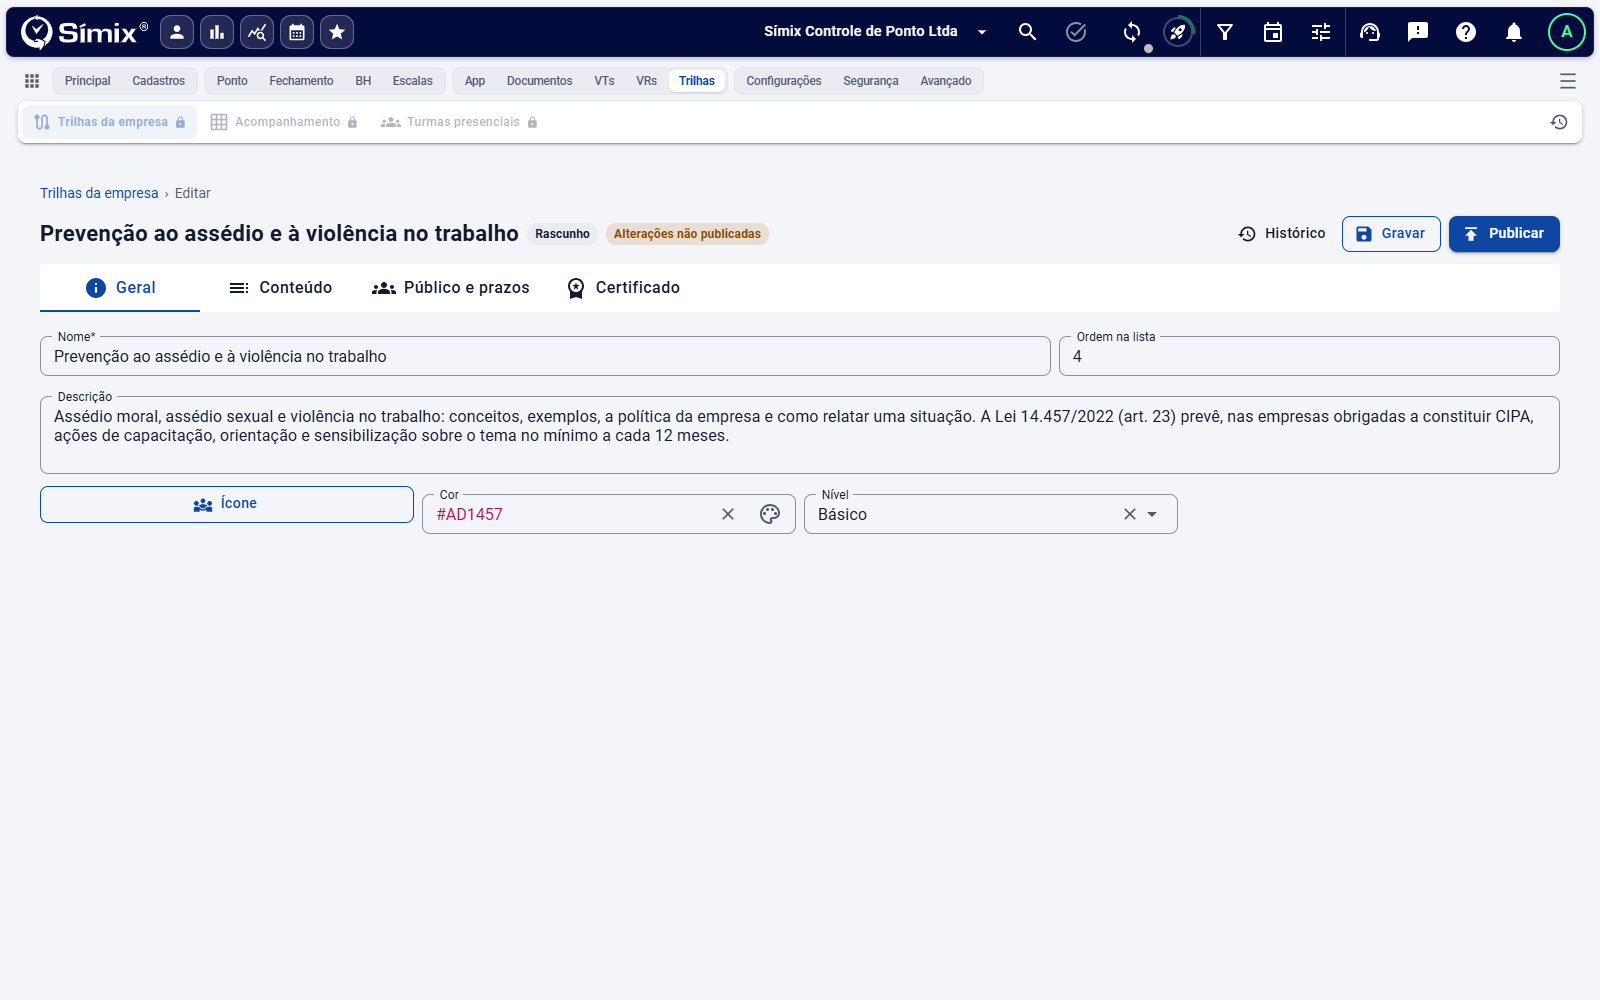 Símix®
Símix Controle de Ponto Ltda
A
Principal
Cadastros
Ponto
Fechamento
BH
Escalas
App
Documentos
VTs
VRs
Trilhas
Configurações
Segurança
Avançado
Trilhas da empresa
Acompanhamento
Turmas presenciais
Trilhas da empresa › Editar
Prevenção ao assédio e à violência no trabalho
Rascunho
Alterações não publicadas
Histórico
Gravar
Publicar
Geral
Conteúdo
Público e prazos
Certificado
Nome*
Prevenção ao assédio e à violência no trabalho
Ordem na lista
4
Descrição
Assédio moral, assédio sexual e violência no trabalho: conceitos, exemplos, a política da empresa e como relatar uma situação. A Lei 14.457/2022 (art. 23) prevê, nas empresas obrigadas a constituir CIPA,
ações de capacitação, orientação e sensibilização sobre o tema no mínimo a cada 12 meses.
Ícone
Cor
#AD1457
Nível
Básico